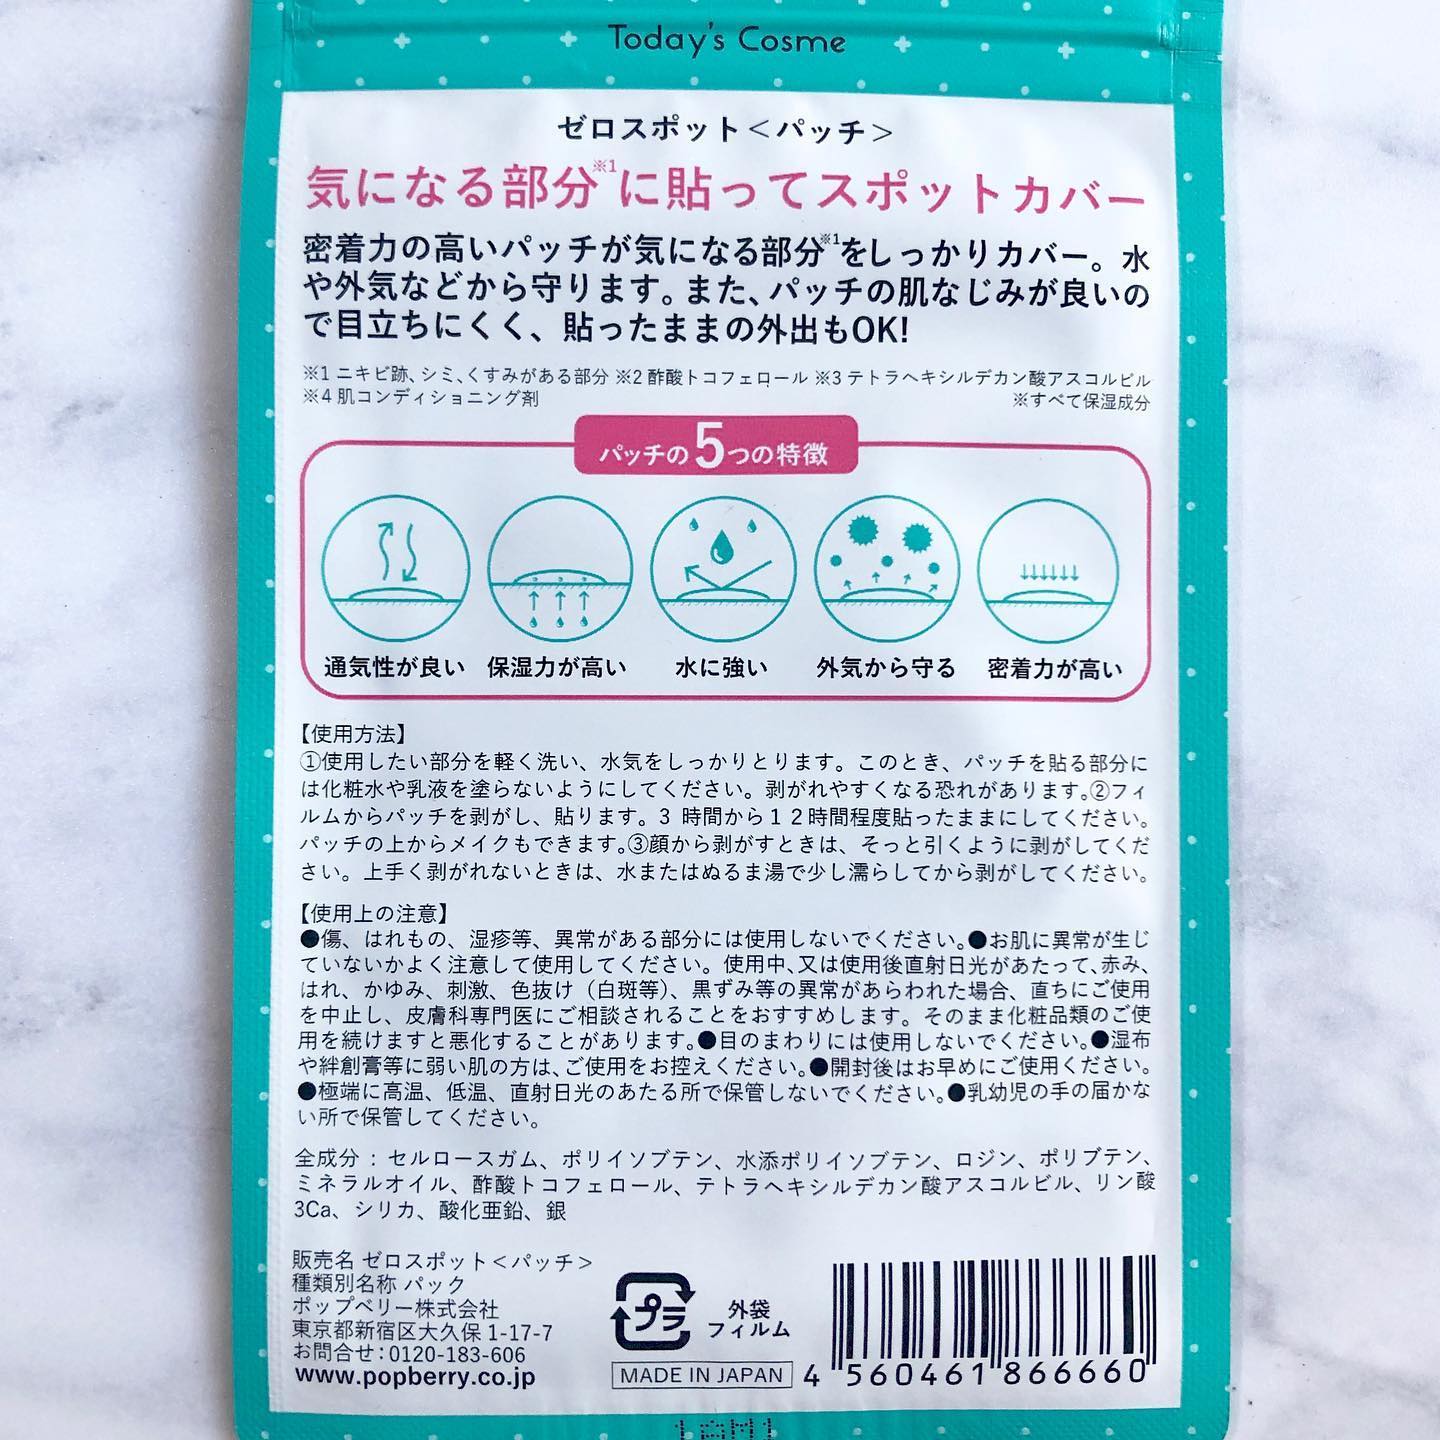 Today's Cosme
ゼロスポット＜パッチ＞
気になる部分※1に貼ってスポットカバー
密着力の高いパッチが気になる部分※1をしっかりカバー。水
や外気などから守ります。また、パッチの肌なじみが良いの
で目立ちにくく、貼ったままの外出もOK!
※1 ニキビ跡、シミ、くすみがある部分 ※2 酢酸トコフェロール ※3 テトラヘキシルデカン酸アスコルビル
※4 肌コンディショニング剤 ※すべて保湿成分
パッチの5つの特徴
通気性が良い 保湿力が高い 水に強い 外気から守る 密着力が高い
【使用方法】
①使用したい部分を軽く洗い、水気をしっかりとります。このとき、パッチを貼る部分に
は化粧水や乳液を塗らないようにしてください。剥がれやすくなる恐れがあります。②フィ
ルムからパッチを剥がし、貼ります。3 時間から１２時間程度貼ったままにしてください。
パッチの上からメイクもできます。③顔から剥がすときは、そっと引くように剥がしてくだ
さい。上手く剥がれないときは、水またはぬるま湯で少し濡らしてから剥がしてください。
【使用上の注意】
●傷、はれもの、湿疹等、異常がある部分には使用しないでください。●お肌に異常が生じ
ていないかよく注意して使用してください。使用中、又は使用後直射日光があたって、赤み、
はれ、かゆみ、刺激、色抜け（白斑等）、黒ずみ等の異常があらわれた場合、直ちにご使用
を中止し、皮膚科専門医にご相談されることをおすすめします。そのまま化粧品類のご使
用を続けますと悪化することがあります。●目のまわりには使用しないでください。●湿布
や絆創膏等に弱い肌の方は、ご使用をお控えください。●開封後はお早めにご使用ください。
●極端に高温、低温、直射日光のあたる所で保管しないでください。●乳幼児の手の届かな
い所で保管してください。
全成分：セルロースガム、ポリイソブテン、水添ポリイソブテン、ロジン、ポリブテン、
ミネラルオイル、酢酸トコフェロール、テトラヘキシルデカン酸アスコルビル、リン酸
3Ca、シリカ、酸化亜鉛、銀
販売名 ゼロスポット＜パッチ＞
種類別名称 パック
ポップベリー株式会社
東京都新宿区大久保 1-17-7
お問合せ：0120-183-606
www.popberry.co.jp
プラ
外袋
フィルム
MADE IN JAPAN
4 560461 866660